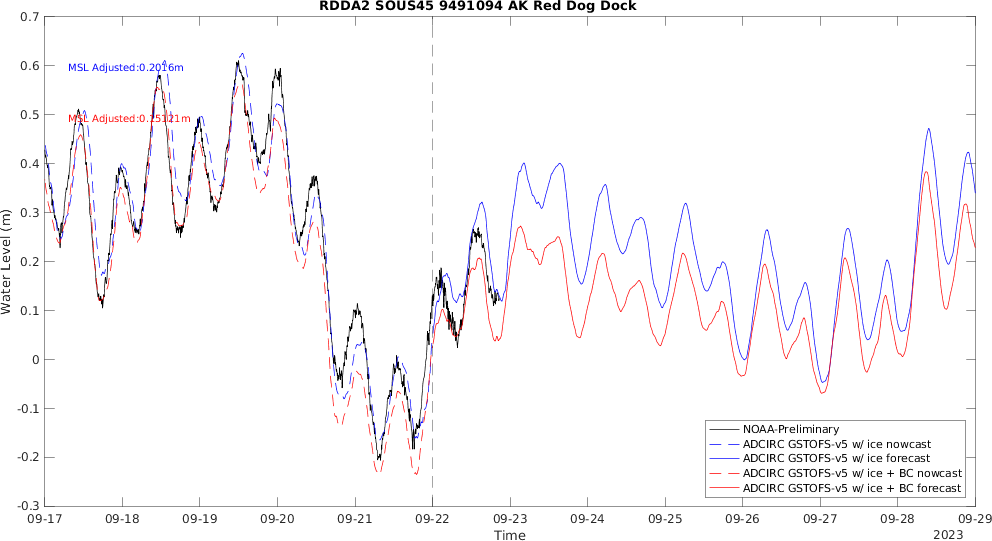 RDDA2 SOUS45 9491094 AK Red Dog Dock
0.7
0.6
0.5
0.4
0.3
0.2
0.1
0
-0.1
-0.2
-0.3
Water Level (m)
MSL Adjusted:0.2016m
MSL Adjusted:0.15121m
NOAA-Preliminary
ADCIRC GSTOFS-v5 w/ ice nowcast
ADCIRC GSTOFS-v5 w/ ice forecast
ADCIRC GSTOFS-v5 w/ ice + BC nowcast
ADCIRC GSTOFS-v5 w/ ice + BC forecast
09-17 09-18 09-19 09-20 09-21 09-22 09-23 09-24 09-25 09-26 09-27 09-28 09-29
Time
2023